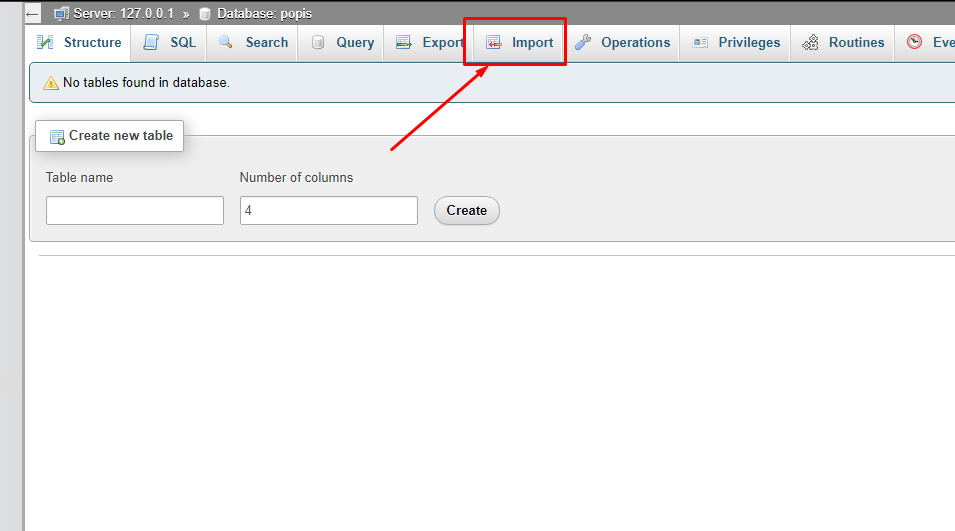 ← Server: 127.0.0.1 » Database: popis
Structure SQL Search Query Export Import Operations Privileges Routines Eve
No tables found in database.
Create new table
Table name Number of columns
4 Create